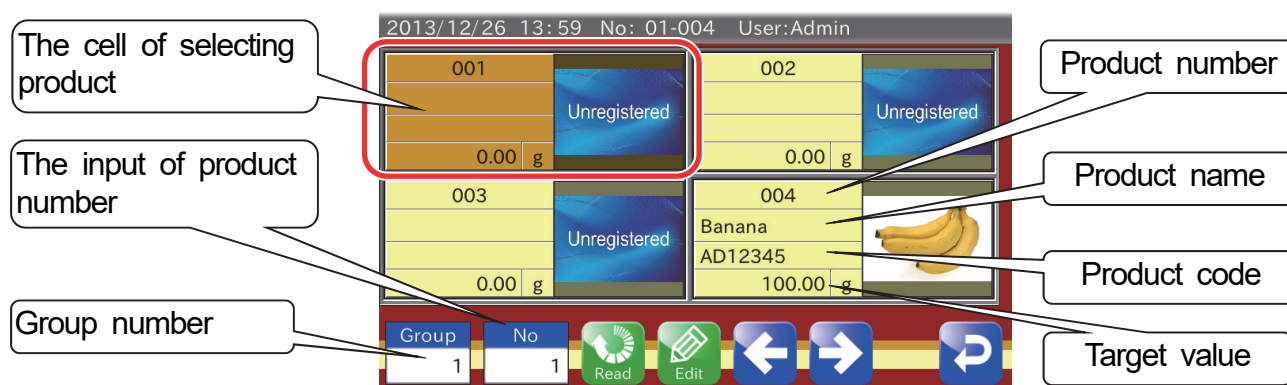 2013/12/26 13:59 No: 01-004 User:Admin
The cell of selecting
product
001
Unregistered
0.00 g
002
Unregistered
0.00 g
Product number
The input of product
number
003
Unregistered
0.00 g
004
Banana
AD12345
100.00 g
Product name
Product code
Group number
Group
1
No
1
Read
Edit
Target value